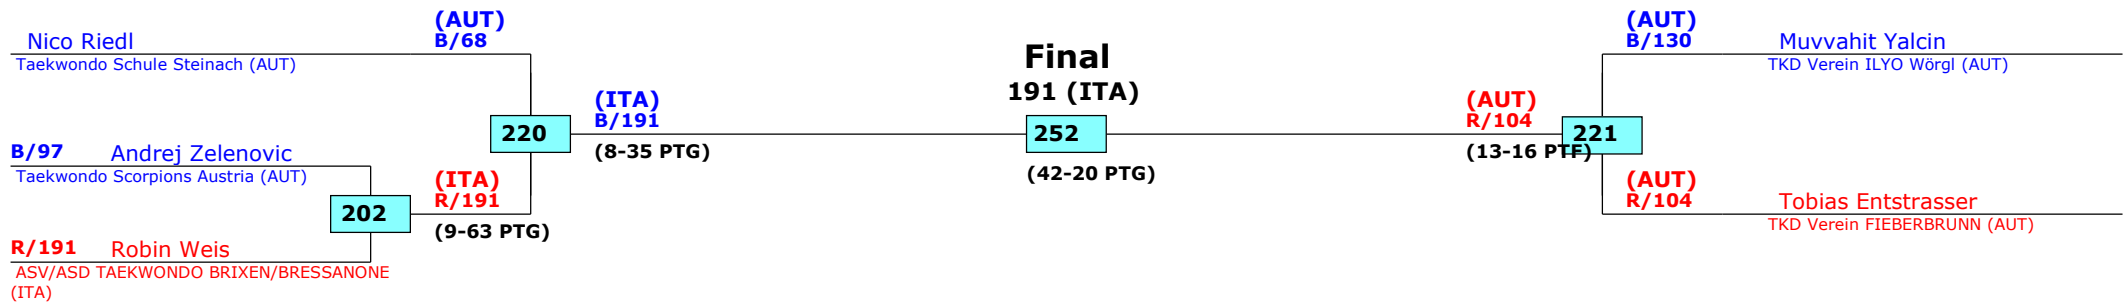 Nico Riedl
Taekwondo Schule Steinach (AUT)
(AUT)
B/68
B/97 Andrej Zelenovic
Taekwondo Scorpions Austria (AUT)
202
R/191 Robin Weis
ASV/ASD TAEKWONDO BRIXEN/BRESSANONE
(ITA)
(ITA)
R/191
(9-63 PTG)
220
(ITA)
B/191
(8-35 PTG)
Final
191 (ITA)
252
(42-20 PTG)
(AUT)
R/104
(13-16 PTF)
221
(AUT)
B/130
Muvvahit Yalcin
TKD Verein ILYO Wörgl (AUT)
(AUT)
R/104
Tobias Entstrasser
TKD Verein FIEBERBRUNN (AUT)